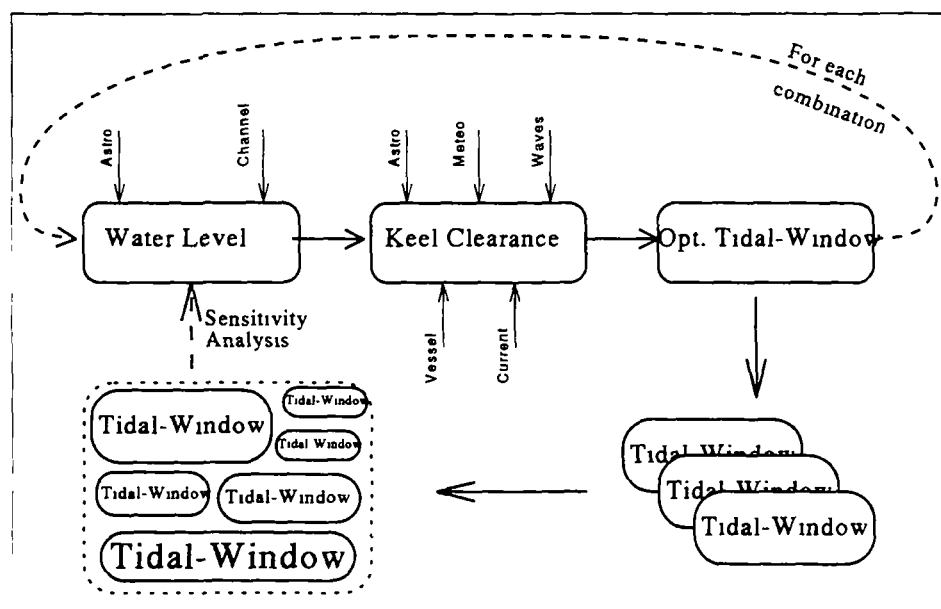 For each
combination
Astro
Channel
Astro
Meteo
Waves
Water Level
Keel Clearance
Opt. Tidal-Window
Sensitivity
Analysis
Vessel
Current
Tidal-Window
Tidal-Window
Tidal Window
Tidal-Window
Tidal-Window
Tidal-Window
Tidal-Window
Tidal-Window
Tidal-Window